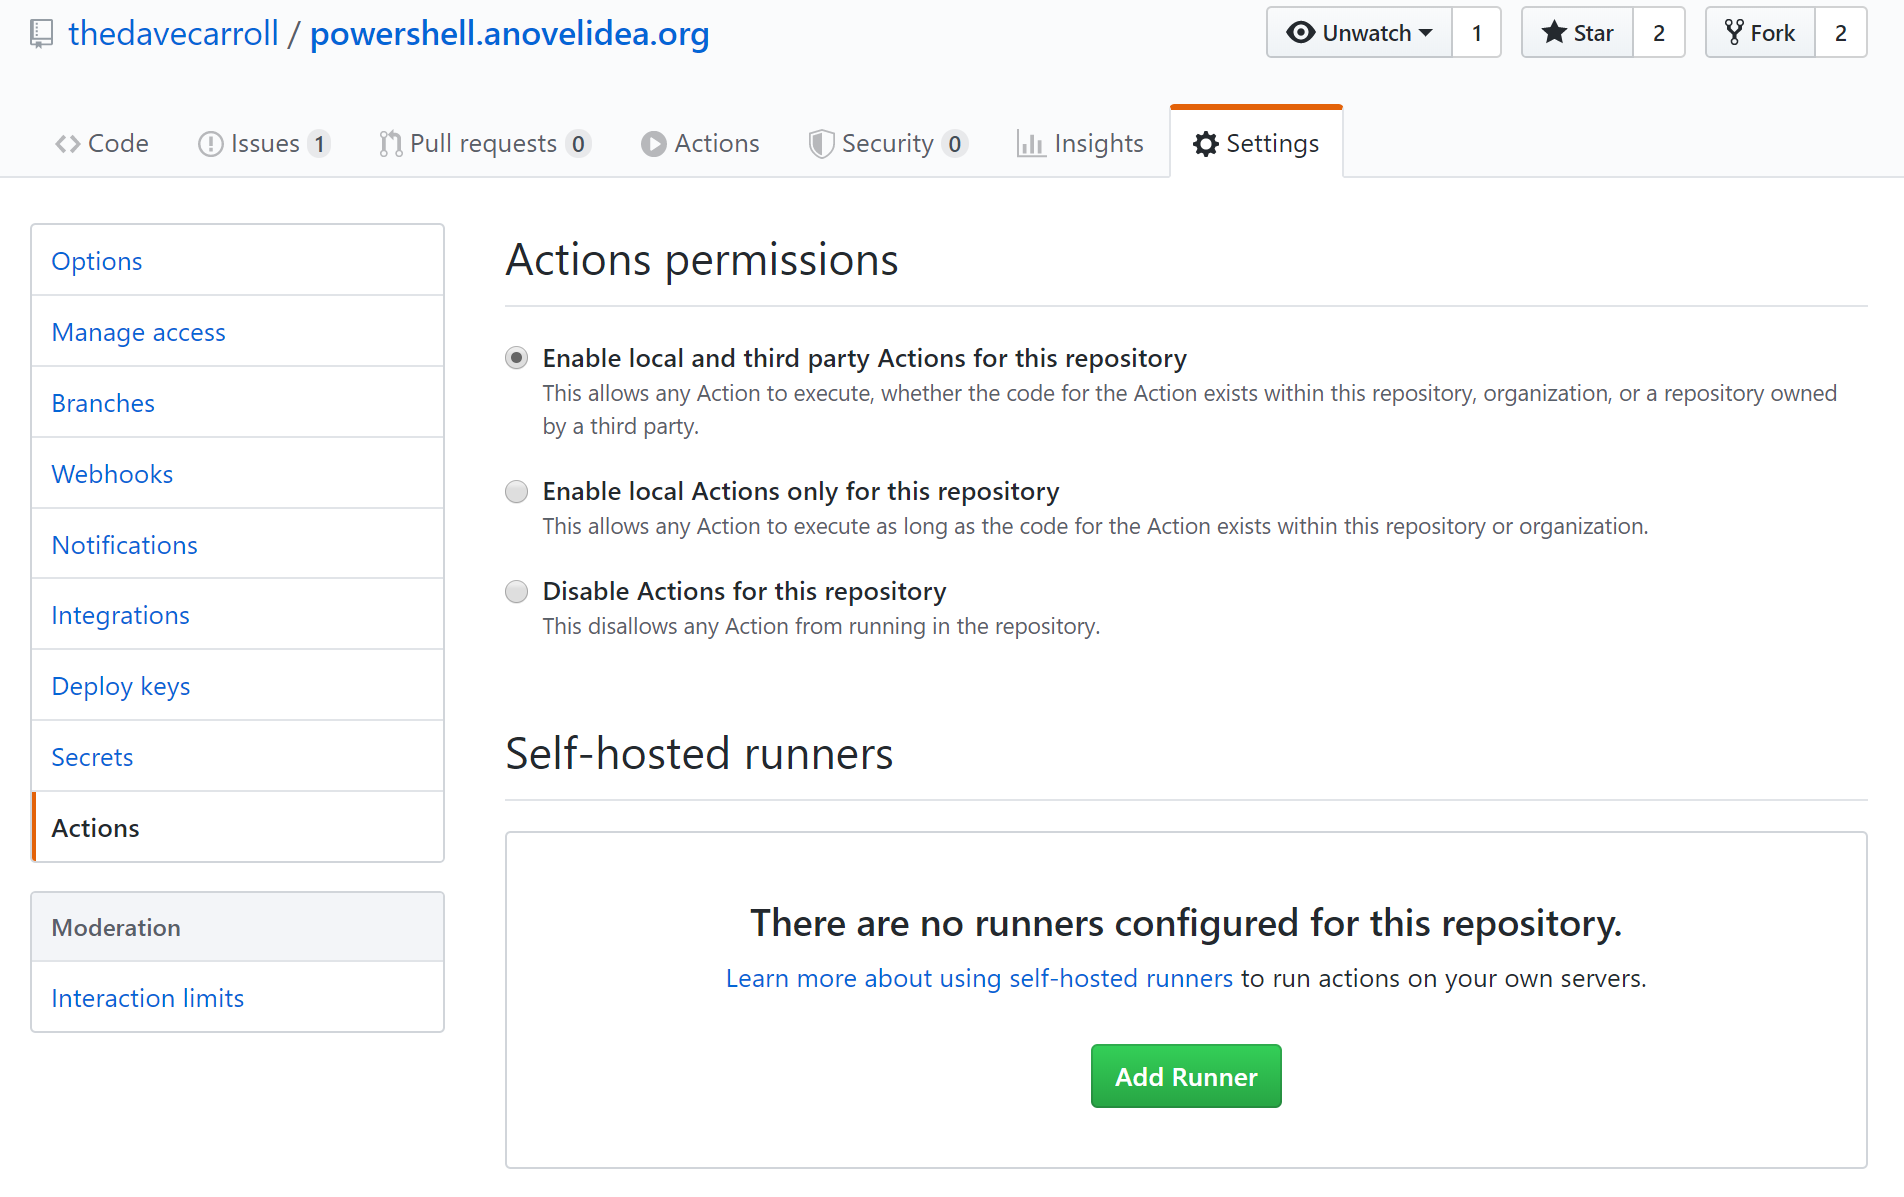 thedavecarroll / powershell.anovelidea.org
Unwatch 1 Star 2 Fork 2
Code Issues 1 Pull requests 0 Actions Security 0 Insights Settings
Options
Manage access
Branches
Webhooks
Notifications
Integrations
Deploy keys
Secrets
Actions
Moderation
Interaction limits
Actions permissions
Enable local and third party Actions for this repository
This allows any Action to execute, whether the code for the Action exists within this repository, organization, or a repository owned
by a third party.
Enable local Actions only for this repository
This allows any Action to execute as long as the code for the Action exists within this repository or organization.
Disable Actions for this repository
This disallows any Action from running in the repository.
Self-hosted runners
There are no runners configured for this repository.
Learn more about using self-hosted runners to run actions on your own servers.
Add Runner